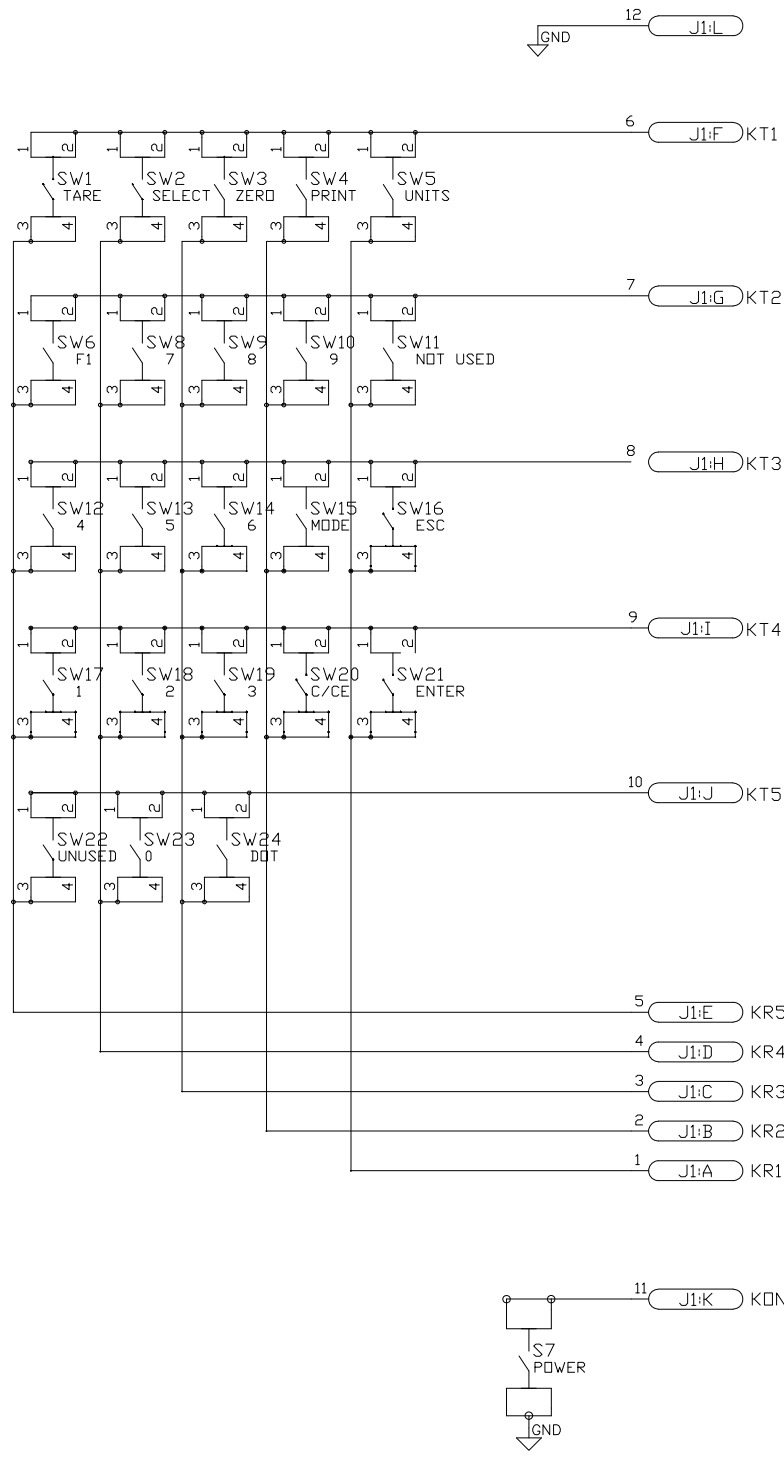 12 J1:L
GND
6 J1:F KT1
1 2 1 2 1 2 1 2 1 2
SW1 SW2 SW3 SW4 SW5
TARE SELECT ZERO PRINT UNITS
3 4 3 4 3 4 3 4 3 4
7 J1:G KT2
1 2 1 2 1 2 1 2 1 2
SW6 SW8 SW9 SW10 SW11
F1 7 8 9 NOT USED
3 4 3 4 3 4 3 4 3 4
8 J1:H KT3
1 2 1 2 1 2 1 2 1 2
SW12 SW13 SW14 SW15 SW16
4 5 6 MODE ESC
3 4 3 4 3 4 3 4 3 4
9 J1:I KT4
1 2 1 2 1 2 1 2 1 2
SW17 SW18 SW19 SW20 SW21
1 2 3 C/CE ENTER
3 4 3 4 3 4 3 4 3 4
10 J1:J KT5
1 2 1 2 1 2
SW22 SW23 SW24
UNUSED 0 DOT
3 4 3 4 3 4
5 J1:E KR5
4 J1:D KR4
3 J1:C KR3
2 J1:B KR2
1 J1:A KR1
11 J1:K KON
S7
POWER
GND